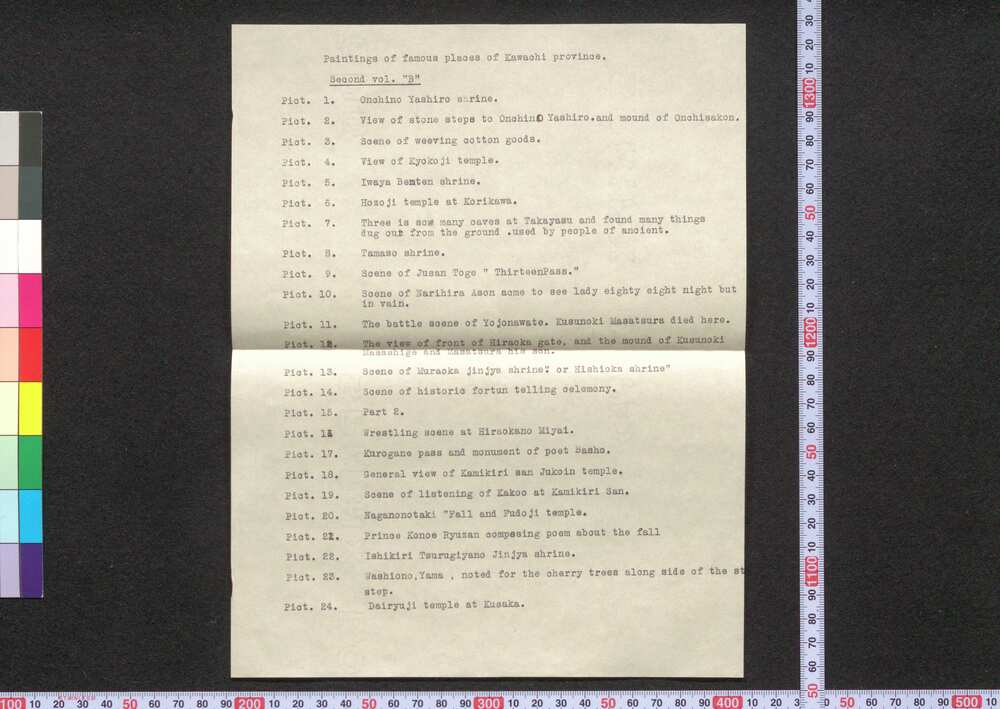 Paintings of famous places of Kawachi province.
Second vol. "B"
Pict. 1. Onchino Yashiro shrine.
Pict. 2. View of stone steps to Onchino Yashiro.and mound of Onchisakon.
Pict. 3. Scene of weeving cotton goods.
Pict. 4. View of Kyokoji temple.
Pict. 5. Iwaya Benten shrine.
Pict. 6. Hozoji temple at Korikawa.
Pict. 7. Three is sow many caves at Takayasu and found many things
dug out from the ground .used by people of ancient.
Pict. 8. Tamaso shrine.
Pict. 9. Scene of Jusan Toge " ThirteenPass."
Pict. 10. Scene of Narihira Ason acme to see lady eighty eight night but
in vain.
Pict. 11. The battle scene of Yojonawate. Kusunoki Masatsura died here.
Pict. 12. The view of front of Hiraoka gate, and the mound of Kusunoki
Masashige and Masatsura his son.
Pict. 13. Scene of Muraoka jinjya shrine" or Hishioka shrine"
Pict. 14. Scene of historic fortun telling celemony.
Pict. 15. Part 2.
Pict. 16 Wrestling scene at Hiraokano Miyai.
Pict. 17. Kurogane pass and monument of poet Basho.
Pict. 18. General view of Kamikiri san Jukoin temple.
Pict. 19. Scene of listening of Kakoo at Kamikiri San.
Pict. 20. Naganonotaki "Fall and Fudoji temple.
Pict. 21. Prince Konoe Ryuzan composing poem about the fall
Pict. 22. Ishikiri Tsurugiyano Jinjya shrine.
Pict. 23. Washiono,Yama , noted for the cherry trees along side of the st
step.
Pict. 24. Dairyuji temple at Kusaka.